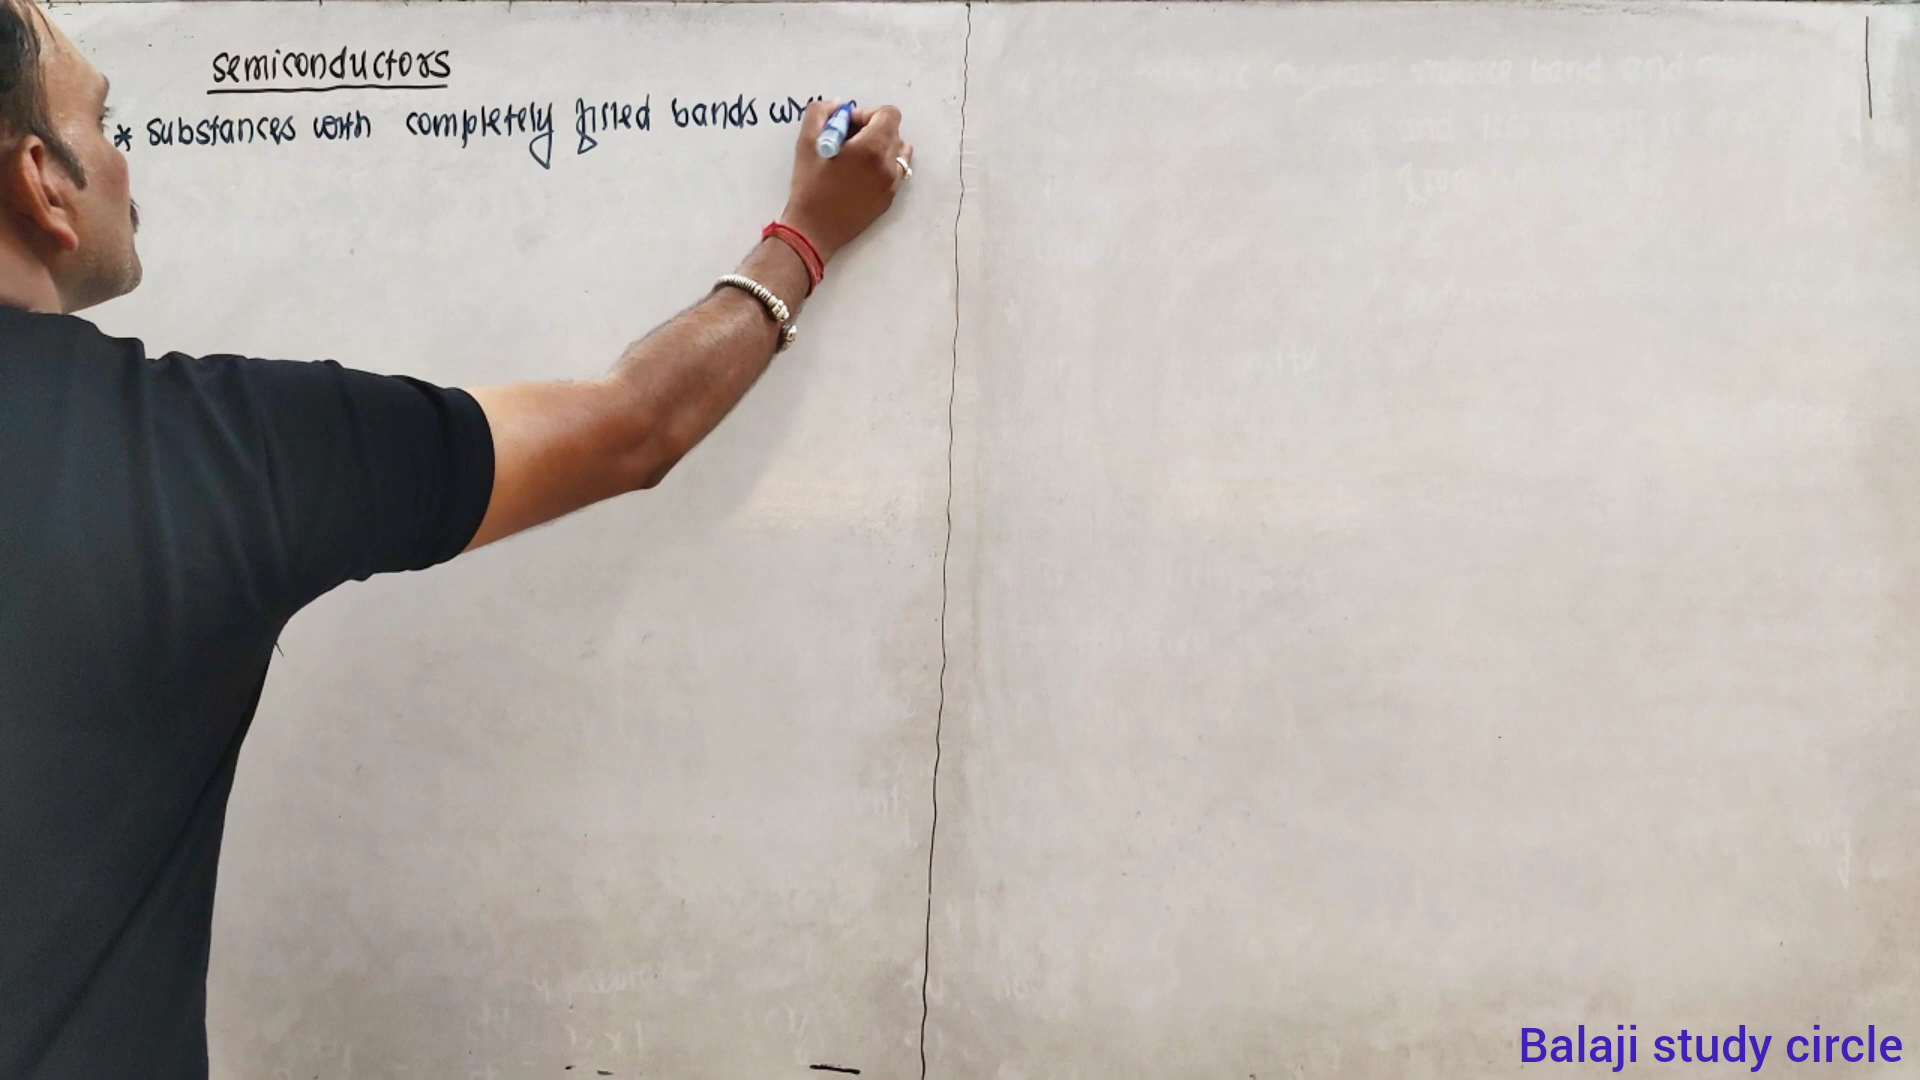 semiconductors
* substances with completely filled bands
Balaji study circle